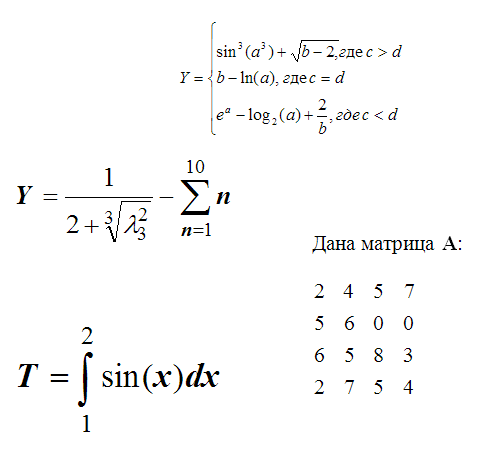 Y = { sin³(a³) + √(b − 2), где c > d
b − ln(a), где c = d
eᵃ − log₂(a) + 2/b, где c < d
Y = 1/(2 + ∛(λ₃²)) − ∑_{n=1}^{10} n
Дана матрица A:
2 4 5 7
5 6 0 0
6 5 8 3
2 7 5 4
T = ∫₁² sin(x)dx